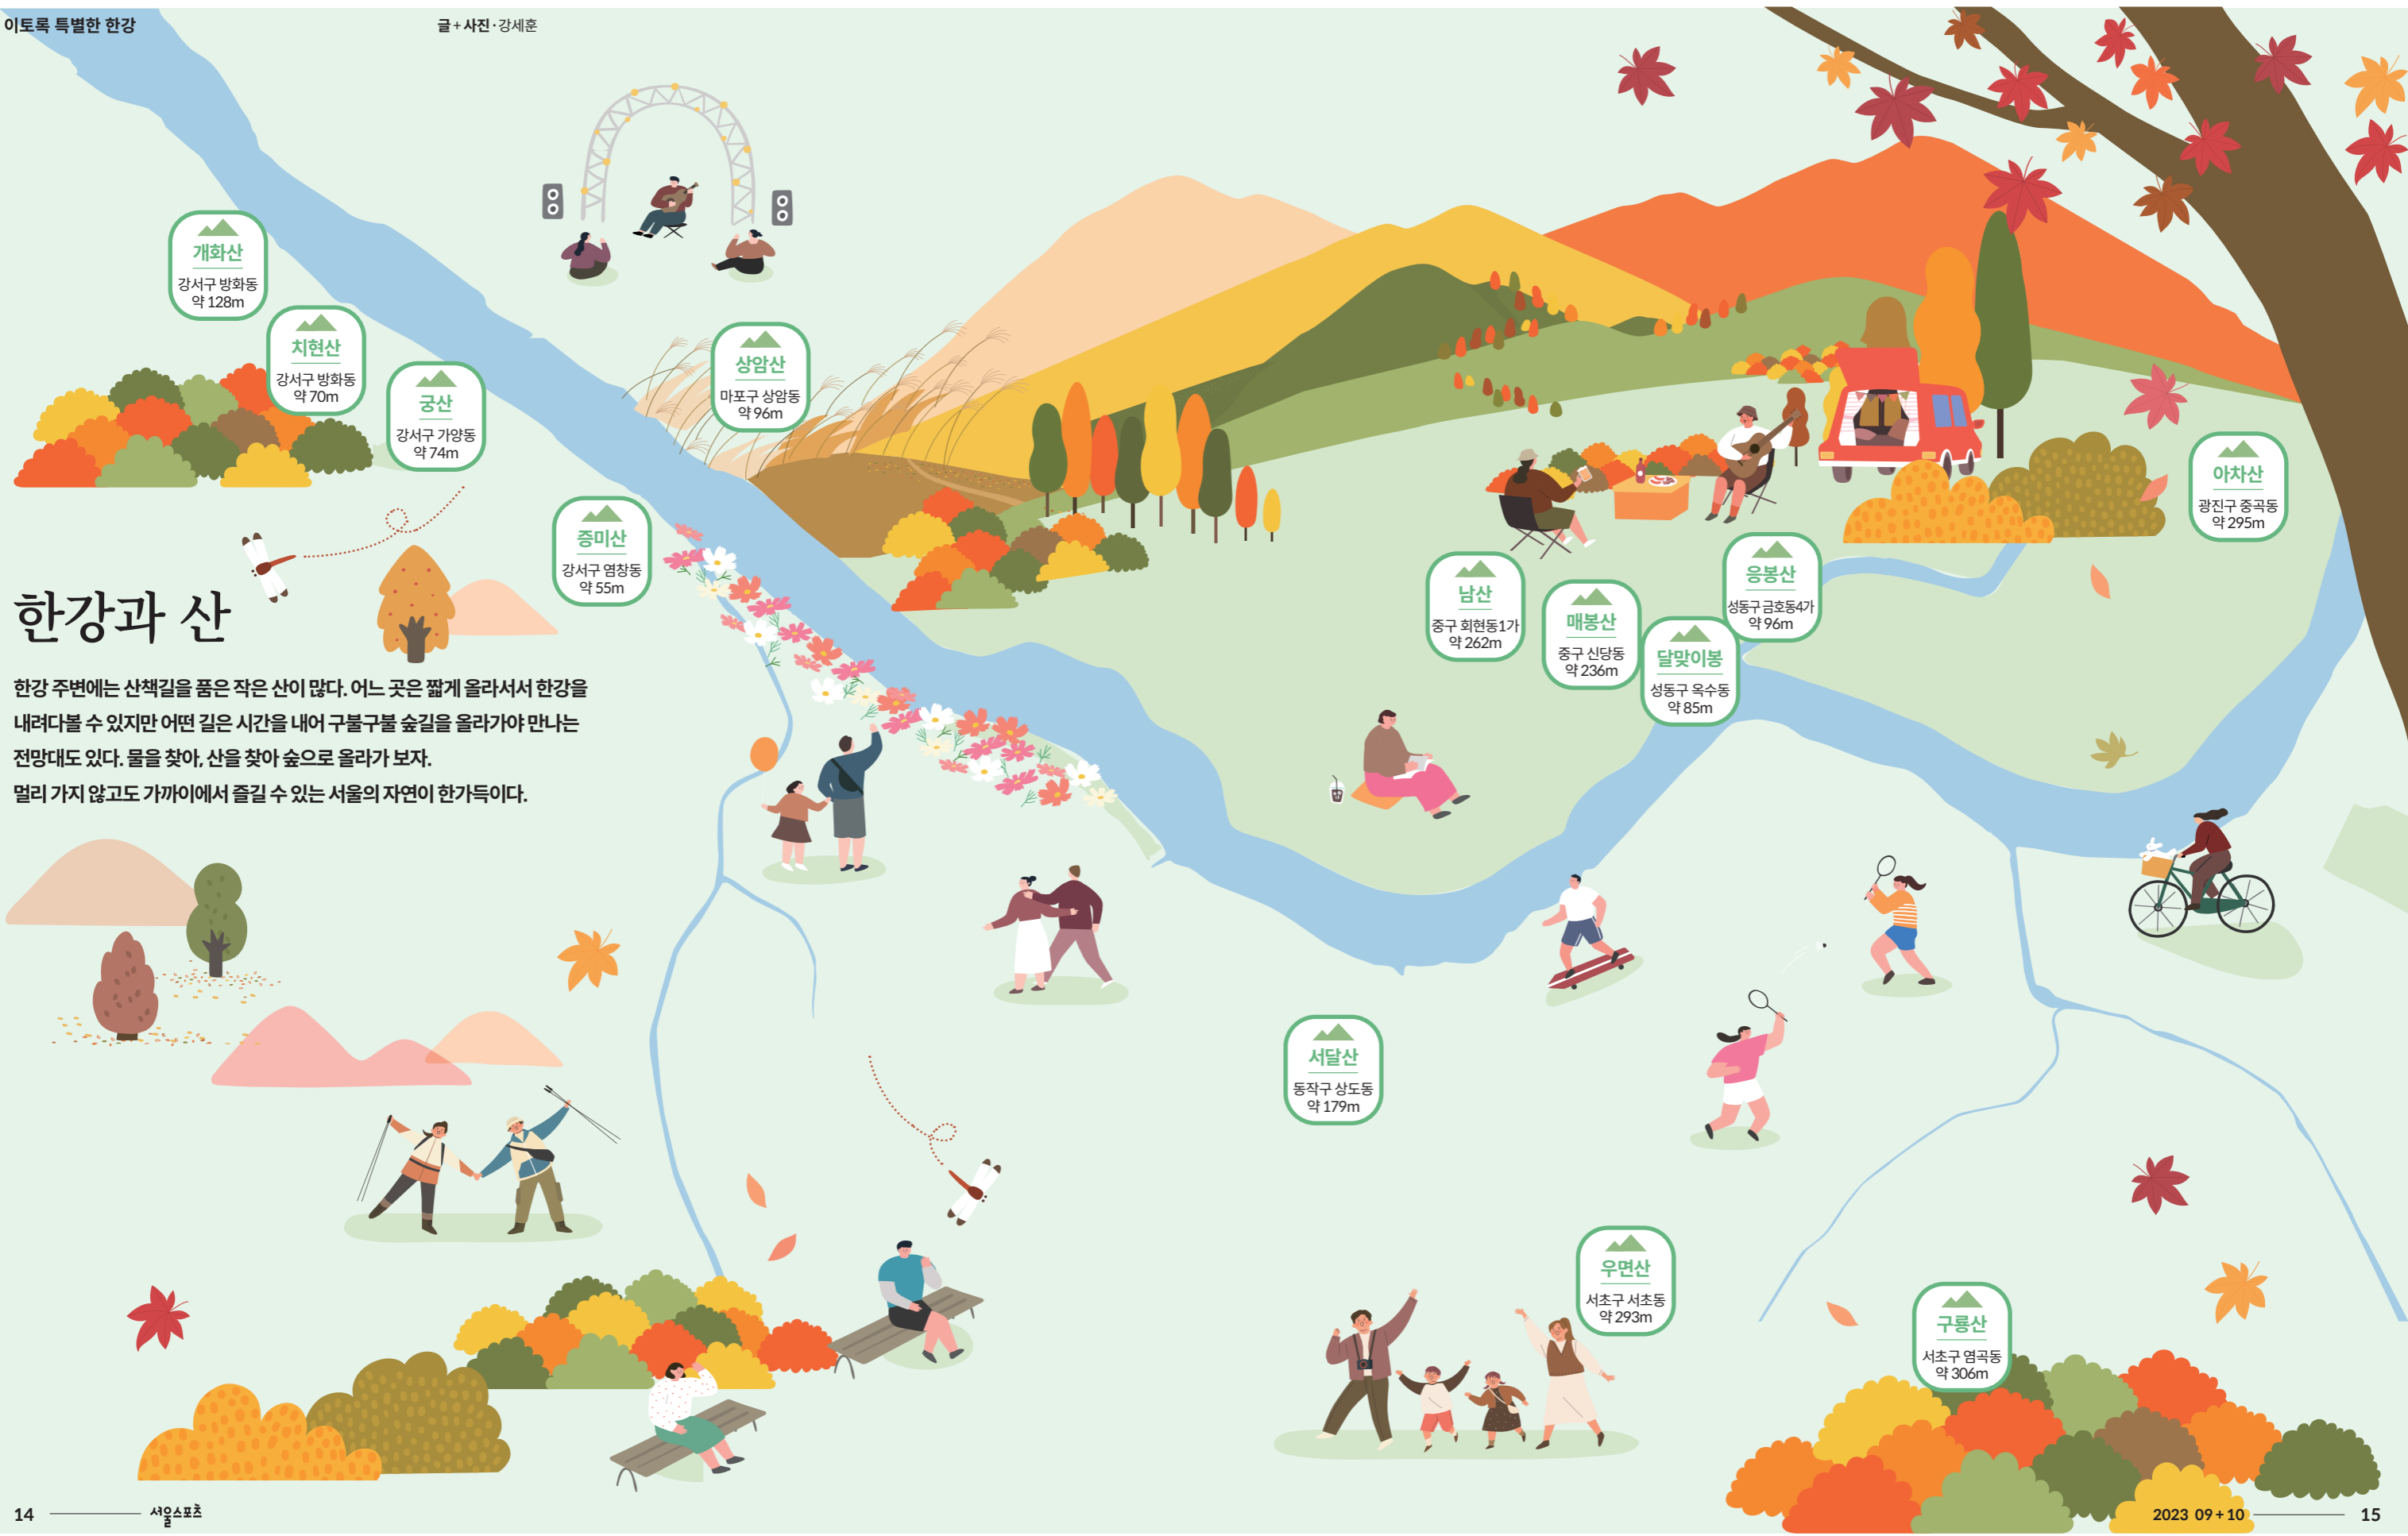 이토록 특별한 한강
글+사진·강세훈
개화산
강서구 방화동
약 128m
치현산
강서구 방화동
약 70m
궁산
강서구 가양동
약 74m
상암산
마포구 상암동
약 96m
증미산
강서구 염창동
약 55m
아차산
광진구 중곡동
약 295m
남산
중구 회현동1가
약 262m
매봉산
중구 신당동
약 236m
달맞이봉
성동구 옥수동
약 85m
응봉산
성동구 금호동4가
약 96m
한강과 산
한강 주변에는 산책길을 품은 작은 산이 많다. 어느 곳은 짧게 올라서서 한강을
내려다볼 수 있지만 어떤 길은 시간을 내어 구불구불 숲길을 올라가야 만나는
전망대도 있다. 물을 찾아, 산을 찾아 숲으로 올라가 보자.
멀리 가지 않고도 가까이에서 즐길 수 있는 서울의 자연이 한가득이다.
서달산
동작구 상도동
약 179m
우면산
서초구 서초동
약 293m
구룡산
서초구 염곡동
약 306m
14 서울스포츠
2023 09+10 15